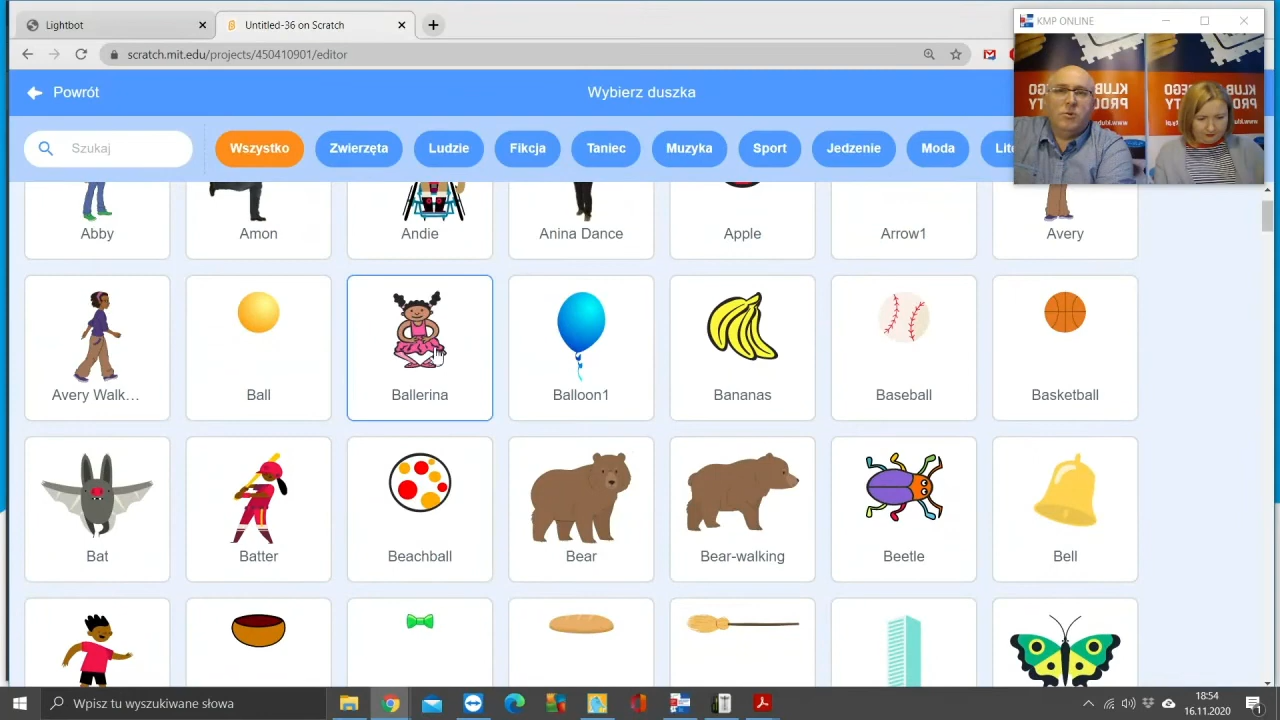 Lightbot
Untitled-36 on Scratch
KMP ONLINE
scratch.mit.edu/projects/450410901/editor
Powrót
Wybierz duszka
Szukaj
Wszystko
Zwierzęta
Ludzie
Fikcja
Taniec
Muzyka
Sport
Jedzenie
Moda
Abby
Amon
Andie
Anina Dance
Apple
Arrow1
Avery
Avery Walk…
Ball
Ballerina
Balloon1
Bananas
Baseball
Basketball
Bat
Batter
Beachball
Bear
Bear-walking
Beetle
Bell
Wpisz tu wyszukiwane słowa
18:54
16.11.2020
1